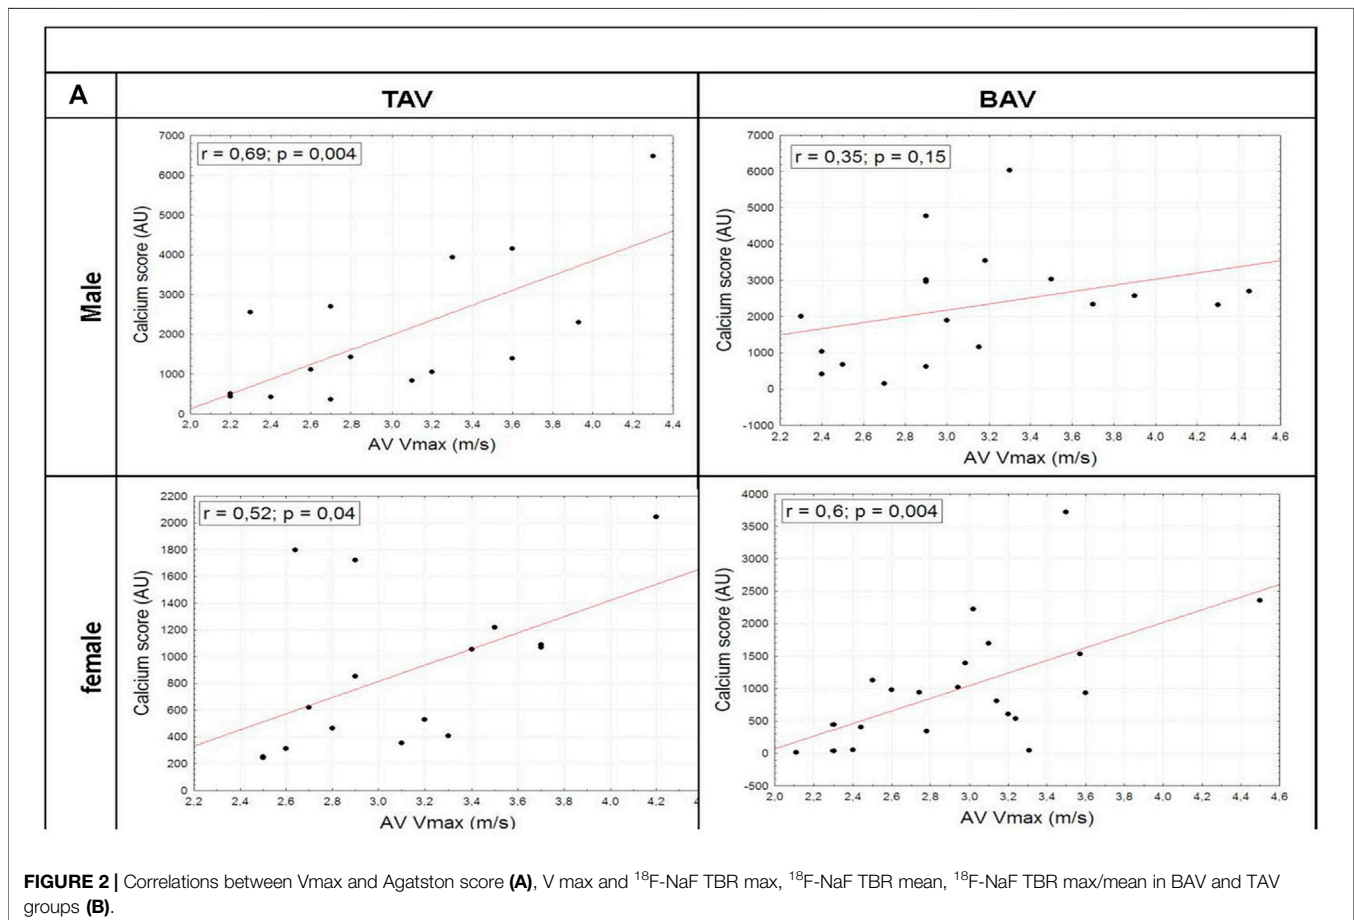 A
TAV
BAV
Male
r = 0,69; p = 0,004
Calcium score (AU)
7000
6000
5000
4000
3000
2000
1000
0
2,0 2,2 2,4 2,6 2,8 3,0 3,2 3,4 3,6 3,8 4,0 4,2 4,4
AV Vmax (m/s)
r = 0,35; p = 0,15
Calcium score (AU)
7000
6000
5000
4000
3000
2000
1000
0
-1000
2,2 2,4 2,6 2,8 3,0 3,2 3,4 3,6 3,8 4,0 4,2 4,4 4,6
AV Vmax (m/s)
female
r = 0,52; p = 0,04
Calcium score (AU)
2200
2000
1800
1600
1400
1200
1000
800
600
400
200
0
2,2 2,4 2,6 2,8 3,0 3,2 3,4 3,6 3,8 4,0 4,2
AV Vmax (m/s)
r = 0,6; p = 0,004
Calcium score (AU)
4000
3500
3000
2500
2000
1500
1000
500
0
-500
2,0 2,2 2,4 2,6 2,8 3,0 3,2 3,4 3,6 3,8 4,0 4,2 4,4 4,6
AV Vmax (m/s)
FIGURE 2 | Correlations between Vmax and Agatston score (A), V max and ¹⁸F-NaF TBR max, ¹⁸F-NaF TBR mean, ¹⁸F-NaF TBR max/mean in BAV and TAV
groups (B).